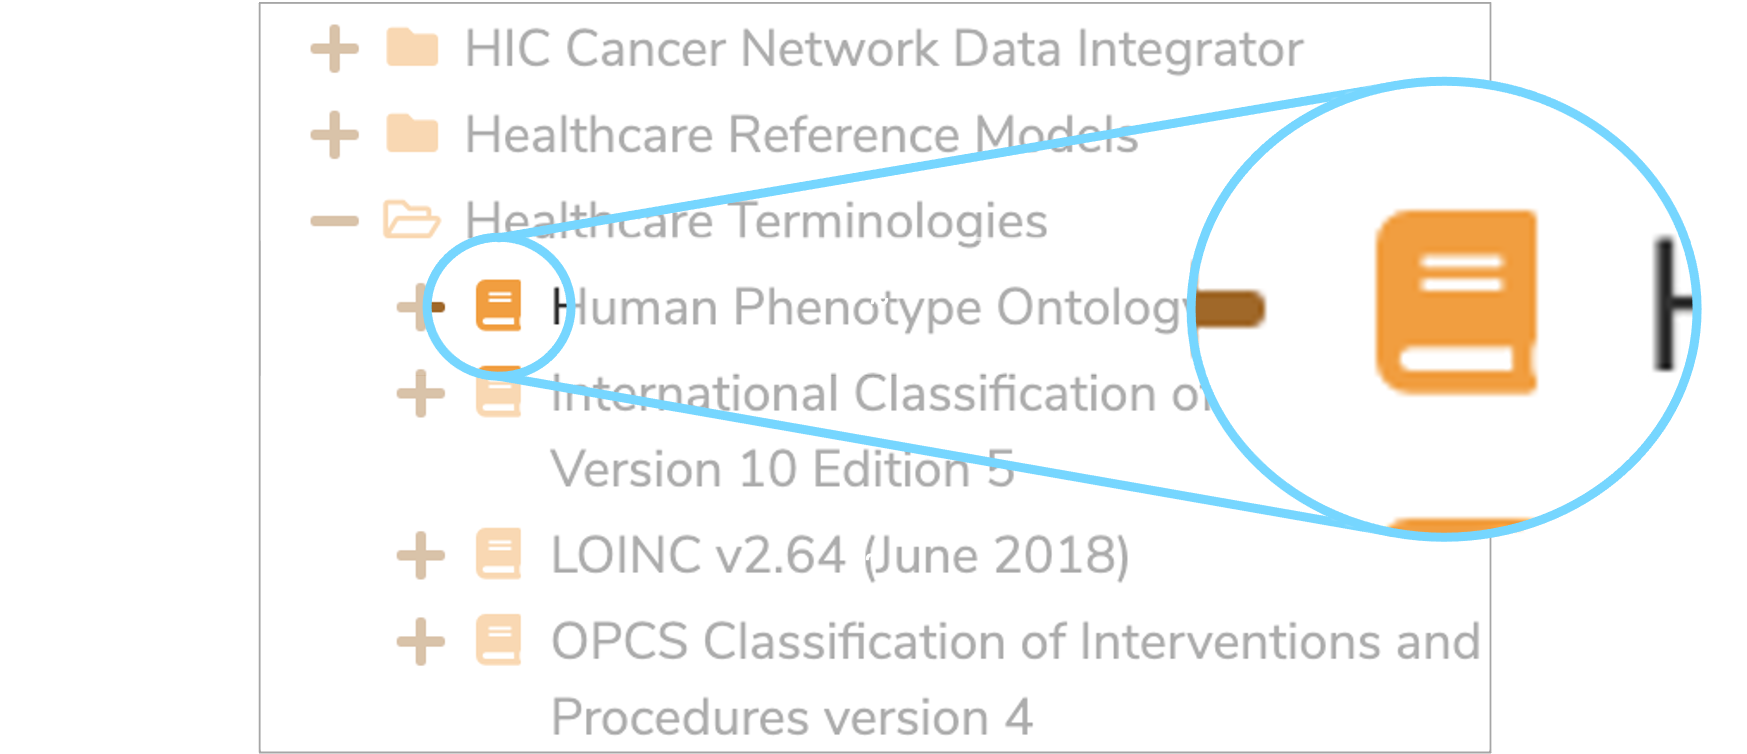 HIC Cancer Network Data Integrator
Healthcare Reference Models
Healthcare Terminologies
Human Phenotype Ontology
H
International Classification of
Version 10 Edition 5
LOINC v2.64 (June 2018)
OPCS Classification of Interventions and
Procedures version 4